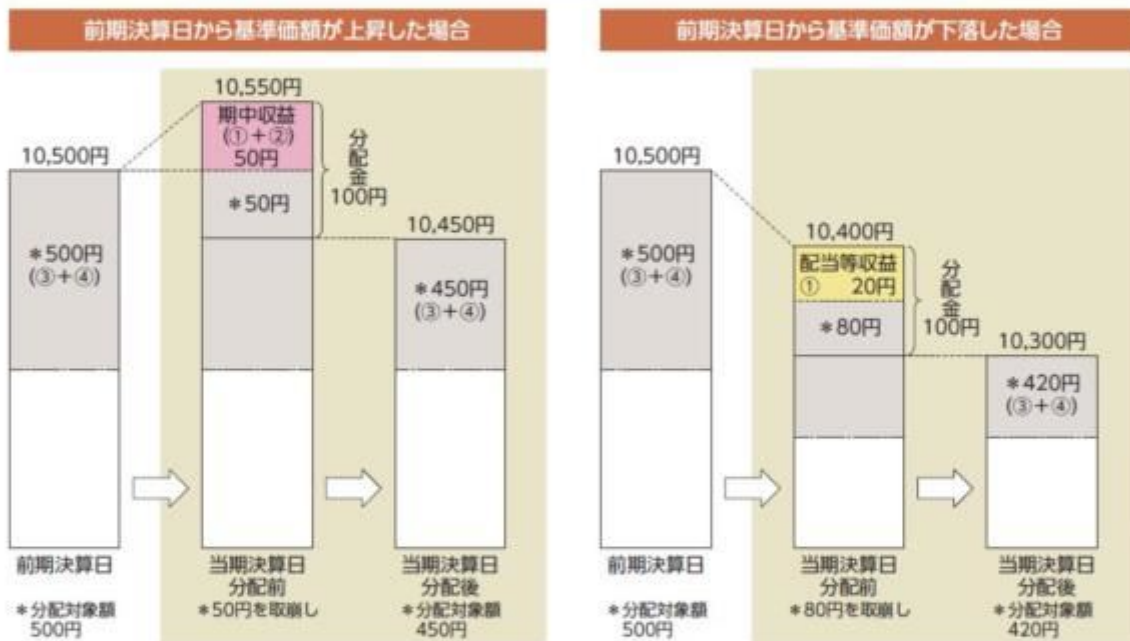 前期決算日から基準価額が上昇した場合
10,550円
期中収益
(①+②)
50円
10,500円
分配金
100円
*50円
10,450円
*500円
(③+④)
*450円
(③+④)
前期決算日
当期決算日
分配前
当期決算日
分配後
*分配対象額
500円
*50円を取崩し
*分配対象額
450円
前期決算日から基準価額が下落した場合
10,500円
10,400円
*500円
(③+④)
配当等収益
① 20円
分配金
100円
*80円
10,300円
*420円
(③+④)
前期決算日
当期決算日
分配前
当期決算日
分配後
*分配対象額
500円
*80円を取崩し
*分配対象額
420円